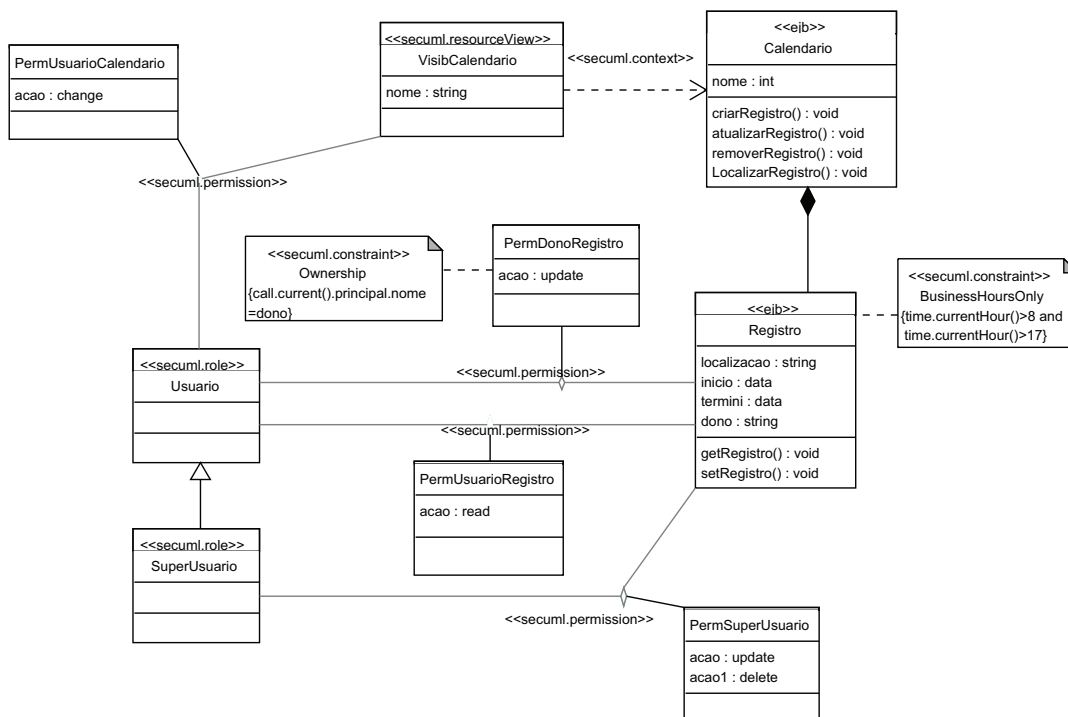 PermUsuarioCalendario
acao : change
<<secuml.resourceView>>
VisibCalendario
nome : string
<<secuml.context>>
<<ejb>>
Calendario
nome : int
criarRegistro() : void
atualizarRegistro() : void
removerRegistro() : void
LocalizarRegistro() : void
<<secuml.permission>>
<<secuml.constraint>>
Ownership
{call.current().principal.nome
=dono}
PermDonoRegistro
acao : update
<<secuml.constraint>>
BusinessHoursOnly
{time.currentHour()>8 and
time.currentHour()>17}
<<ejb>>
Registro
localizacao : string
inicio : data
termini : data
dono : string
getRegistro() : void
setRegistro() : void
<<secuml.role>>
Usuario
<<secuml.permission>>
<<secuml.permission>>
PermUsuarioRegistro
acao : read
<<secuml.role>>
SuperUsuario
<<secuml.permission>>
PermSuperUsuario
acao : update
acao1 : delete